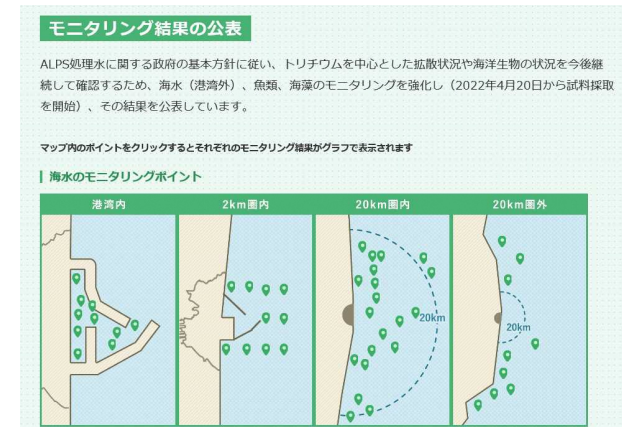 モニタリング結果の公表
ALPS処理水に関する政府の基本方針に従い、トリチウムを中心とした拡散状況や海洋生物の状況を今後継
続して確認するため、海水（港湾外）、魚類、海藻のモニタリングを強化し（2022年4月20日から試料採取
を開始）、その結果を公表しています。
マップ内のポイントをクリックするとそれぞれのモニタリング結果がグラフで表示されます
海水のモニタリングポイント
港湾内
2km圏内
20km圏内
20km圏外
20km
20km